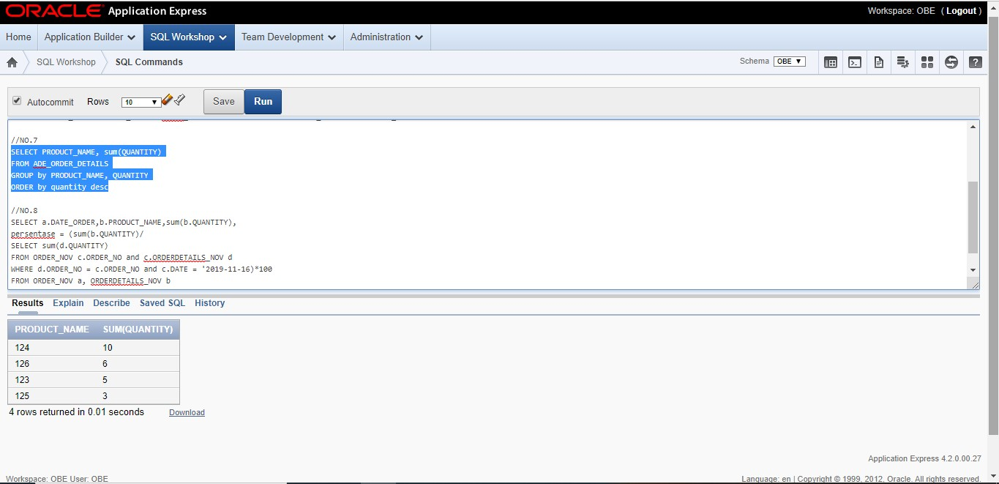 ORACLE Application Express
Workspace: OBE ( Logout )
Home Application Builder SQL Workshop Team Development Administration
SQL Workshop SQL Commands
Schema OBE
Autocommit Rows 10 Save Run
//NO.7
SELECT PRODUCT_NAME, sum(QUANTITY)
FROM ADE_ORDER_DETAILS
GROUP by PRODUCT_NAME, QUANTITY
ORDER by quantity desc
//NO.8
SELECT a.DATE_ORDER,b.PRODUCT_NAME,sum(b.QUANTITY),
persentase = (sum(b.QUANTITY)/
SELECT sum(d.QUANTITY)
FROM ORDER_NOV c.ORDER_NO and c.ORDERDETAILS_NOV d
WHERE d.ORDER_NO = c.ORDER_NO and c.DATE = '2019-11-16)*100
FROM ORDER_NOV a, ORDERDETAILS_NOV b
Results Explain Describe Saved SQL History
PRODUCT_NAME SUM(QUANTITY)
124 10
126 6
123 5
125 3
4 rows returned in 0.01 seconds Download
Application Express 4.2.0.00.27
Workspace: OBE User: OBE
Language: en | Copyright © 1999, 2012, Oracle. All rights reserved.